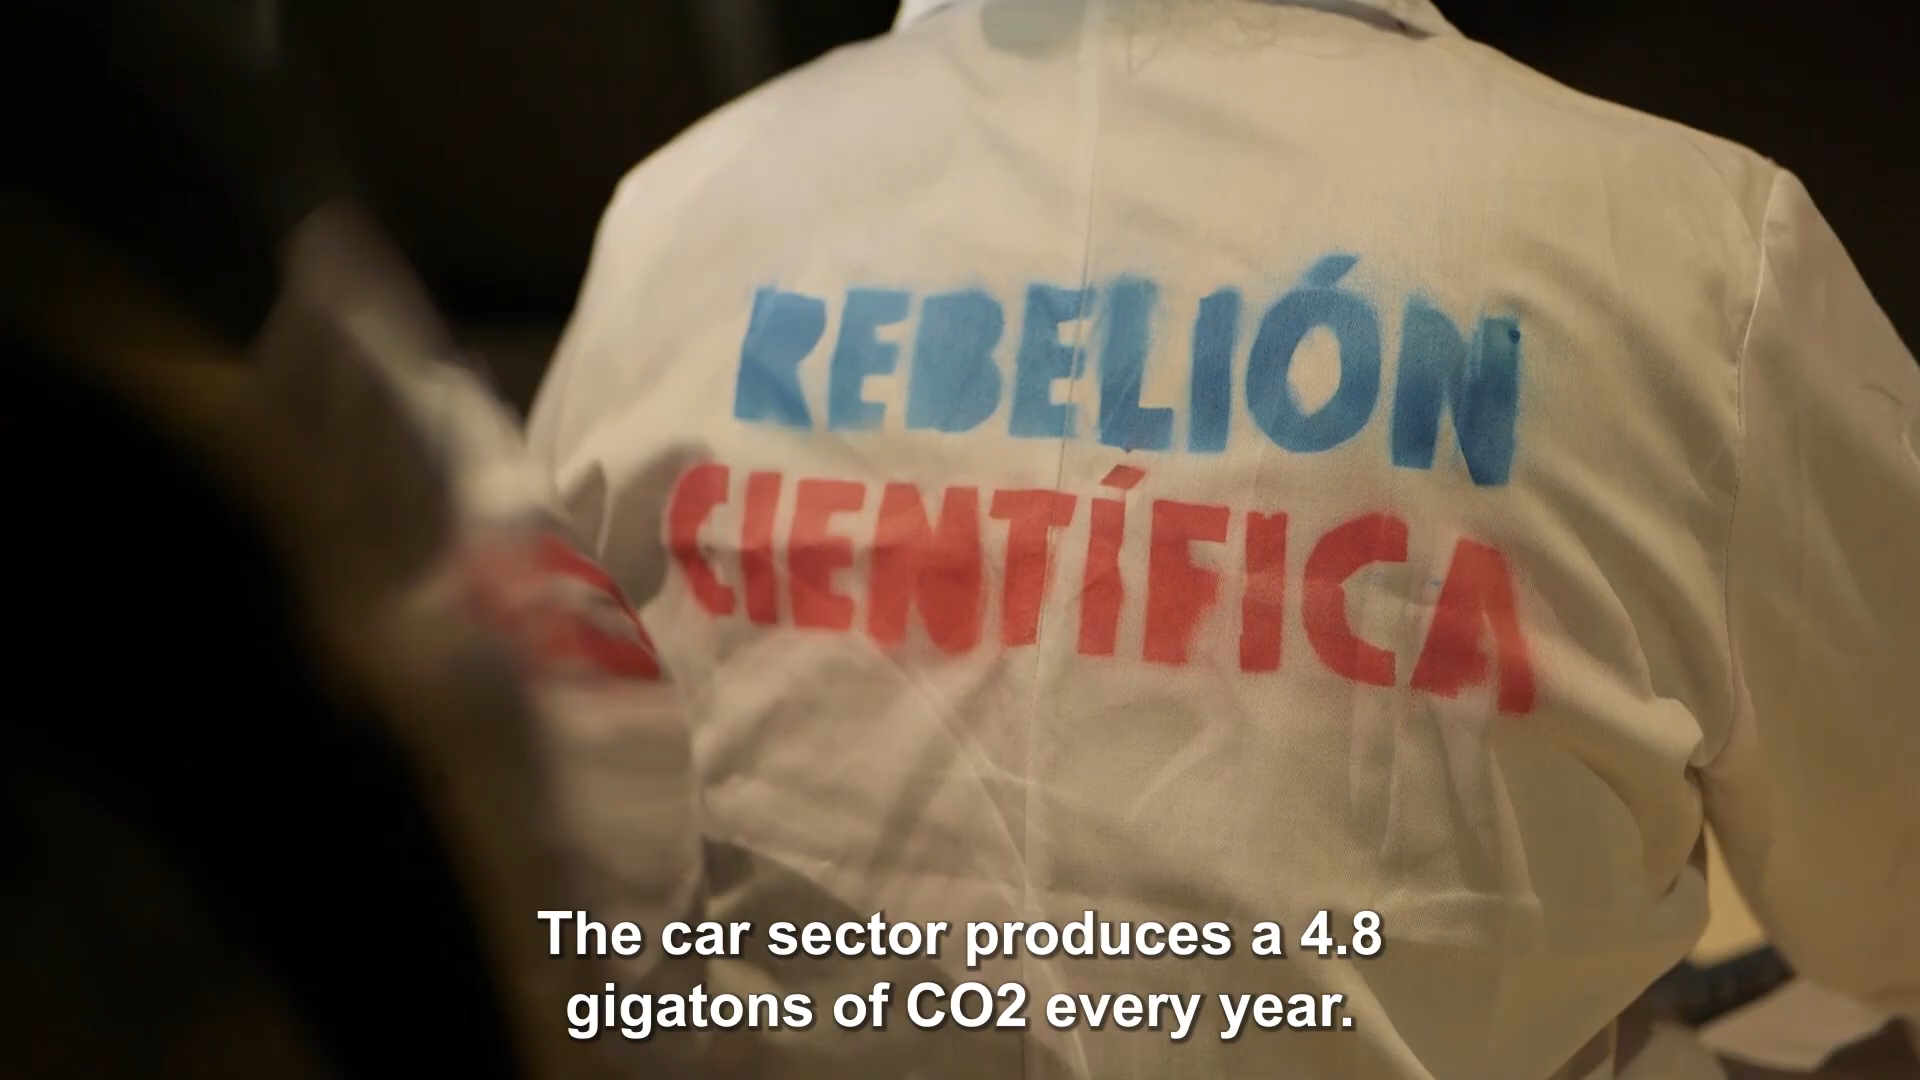 REBELIÓN
CIENTÍFICA
The car sector produces a 4.8
gigatons of CO2 every year.